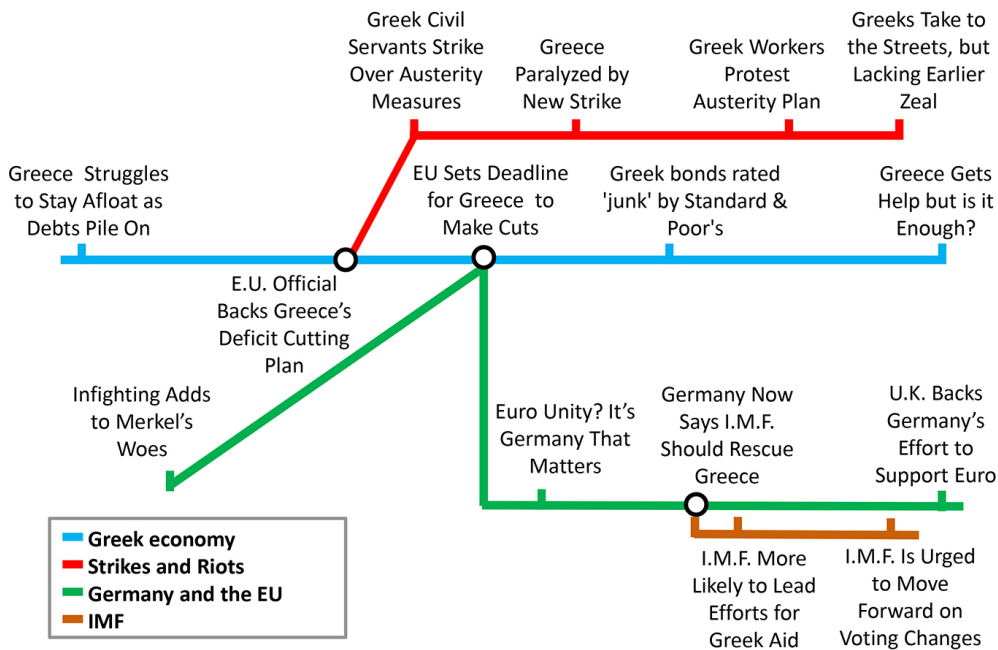 Greek Civil
Servants Strike
Over Austerity
Measures
Greece
Paralyzed by
New Strike
Greek Workers
Protest
Austerity Plan
Greeks Take to
the Streets, but
Lacking Earlier
Zeal
Greece Struggles
to Stay Afloat as
Debts Pile On
EU Sets Deadline
for Greece to
Make Cuts
Greek bonds rated
'junk' by Standard &
Poor's
Greece Gets
Help but is it
Enough?
E.U. Official
Backs Greece’s
Deficit Cutting
Plan
Infighting Adds
to Merkel’s
Woes
Euro Unity? It’s
Germany That
Matters
Germany Now
Says I.M.F.
Should Rescue
Greece
U.K. Backs
Germany’s
Effort to
Support Euro
I.M.F. More
Likely to Lead
Efforts for
Greek Aid
I.M.F. Is Urged
to Move
Forward on
Voting Changes
Greek economy
Strikes and Riots
Germany and the EU
IMF